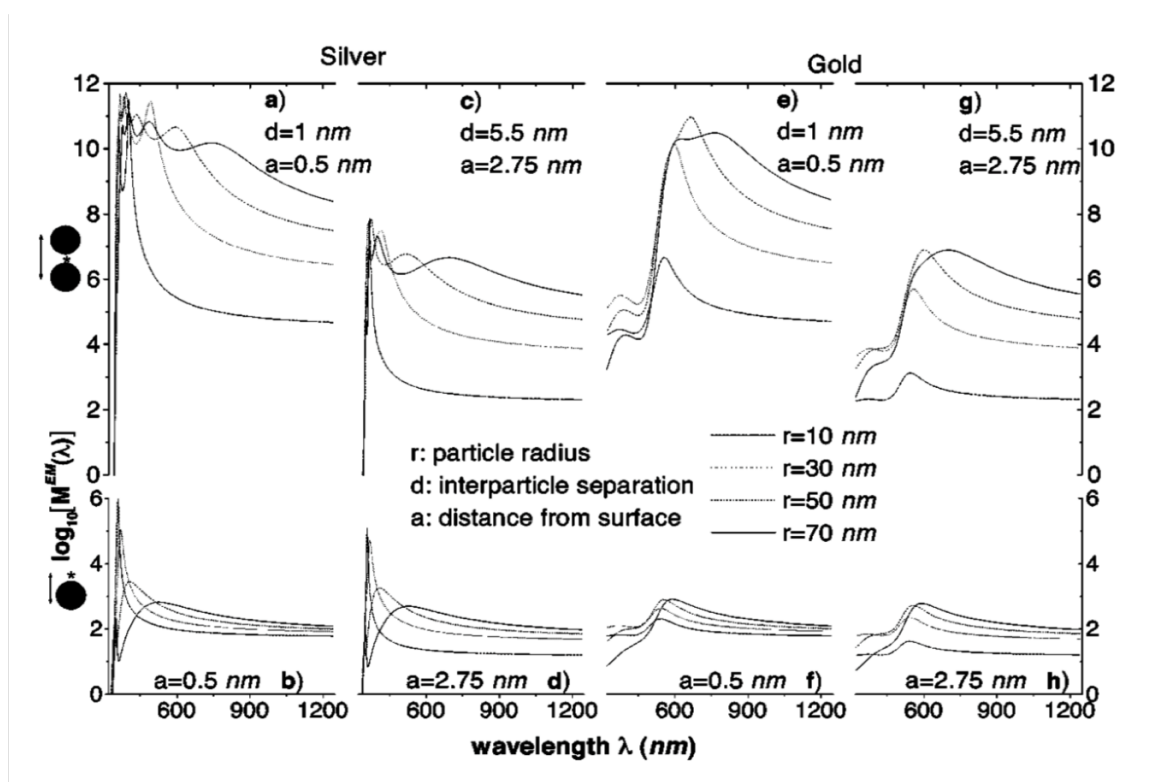 Silver
Gold
12
10
8
6
4
2
0
6
4
2
0
a)
d=1 nm
a=0.5 nm
c)
d=5.5 nm
a=2.75 nm
e)
d=1 nm
a=0.5 nm
g)
d=5.5 nm
a=2.75 nm
12
10
8
6
4
2
0
6
4
2
0
log10[M^EM(λ)]
*
*
r: particle radius
d: interparticle separation
a: distance from surface
r=10 nm
r=30 nm
r=50 nm
r=70 nm
a=0.5 nm b)
a=2.75 nm d)
a=0.5 nm f)
a=2.75 nm h)
600 900 1200
600 900 1200
600 900 1200
600 900 1200
wavelength λ (nm)